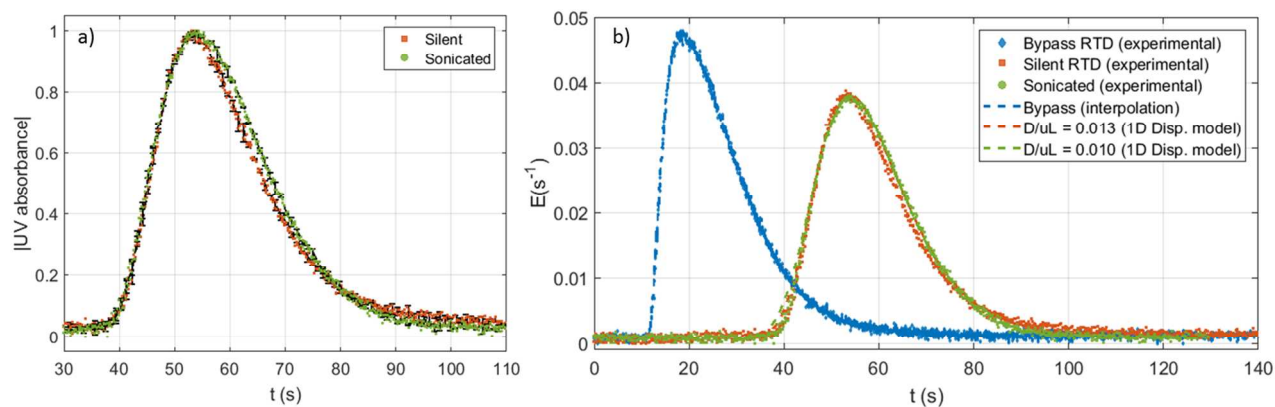 a)
Silent
Sonicated
1
0.8
0.6
0.4
0.2
0
30 40 50 60 70 80 90 100 110
t (s)
|UV absorbance|
b)
Bypass RTD (experimental)
Silent RTD (experimental)
Sonicated (experimental)
Bypass (interpolation)
D/uL = 0.013 (1D Disp. model)
D/uL = 0.010 (1D Disp. model)
0.05
0.04
0.03
0.02
0.01
0
0 20 40 60 80 100 120 140
t (s)
E(s⁻¹)